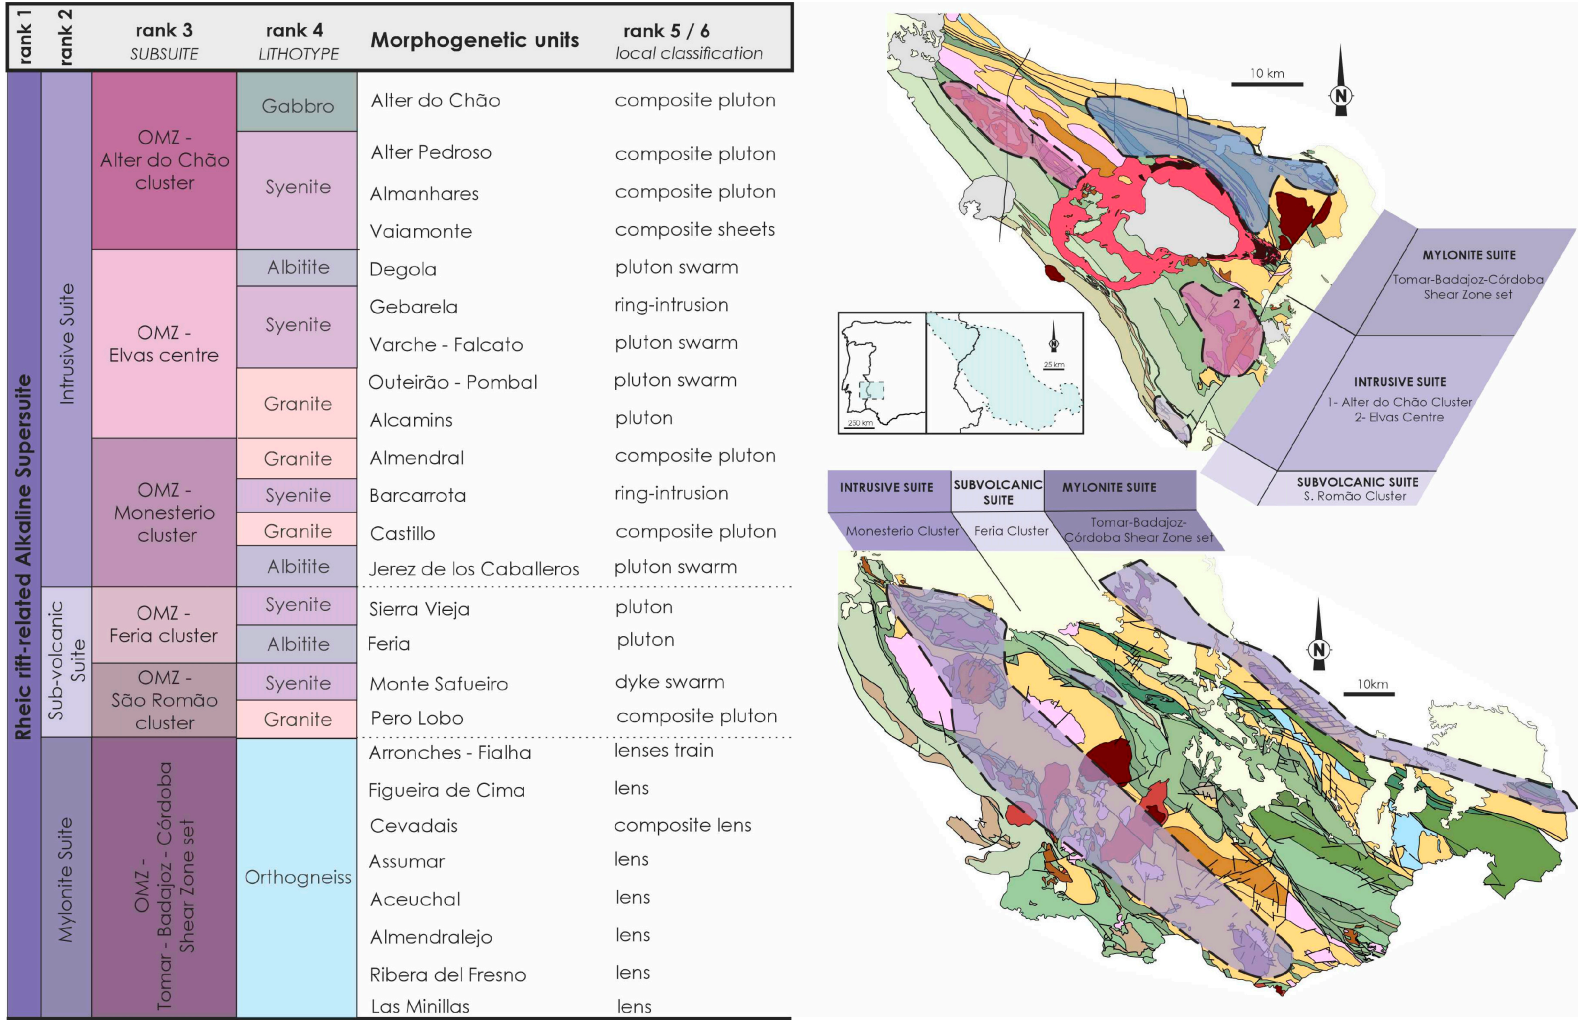 rank 1
rank 2
rank 3
SUBSUITE
rank 4
LITHOTYPE
Morphogenetic units
rank 5 / 6
local classification
Rheic rift-related Alkaline Supersuite
Intrusive Suite
OMZ -
Alter do Chão
cluster
Gabbro
Alter do Chão
composite pluton
Syenite
Alter Pedroso
composite pluton
Almanhares
composite pluton
Vaiamonte
composite sheets
OMZ -
Elvas centre
Albitite
Degola
pluton swarm
Syenite
Gebarela
ring-intrusion
Varche - Falcato
pluton swarm
Granite
Outeirão - Pombal
pluton swarm
Alcamins
pluton
OMZ -
Monesterio
cluster
Granite
Almendral
composite pluton
Syenite
Barcarrota
ring-intrusion
Granite
Castillo
composite pluton
Albitite
Jerez de los Caballeros
pluton swarm
Sub-volcanic
Suite
OMZ -
Feria cluster
Syenite
Sierra Vieja
pluton
Albitite
Feria
pluton
OMZ -
São Romão
cluster
Syenite
Monte Safueiro
dyke swarm
Granite
Pero Lobo
composite pluton
Mylonite Suite
OMZ -
Tomar - Badajoz - Córdoba
Shear Zone set
Orthogneiss
Arronches - Fialha
lenses train
Figueira de Cima
lens
Cevadais
composite lens
Assumar
lens
Aceuchal
lens
Almendralejo
lens
Ribera del Fresno
lens
Las Minillas
lens
10 km
N
1
2
MYLONITE SUITE
Tomar-Badajoz-Córdoba
Shear Zone set
INTRUSIVE SUITE
1- Alter do Chão Cluster
2- Elvas Centre
SUBVOLCANIC SUITE
S. Romão Cluster
250 km
N
25 km
INTRUSIVE SUITE
SUBVOLCANIC
SUITE
MYLONITE SUITE
Monesterio Cluster
Feria Cluster
Tomar-Badajoz-
Córdoba Shear Zone set
N
10km